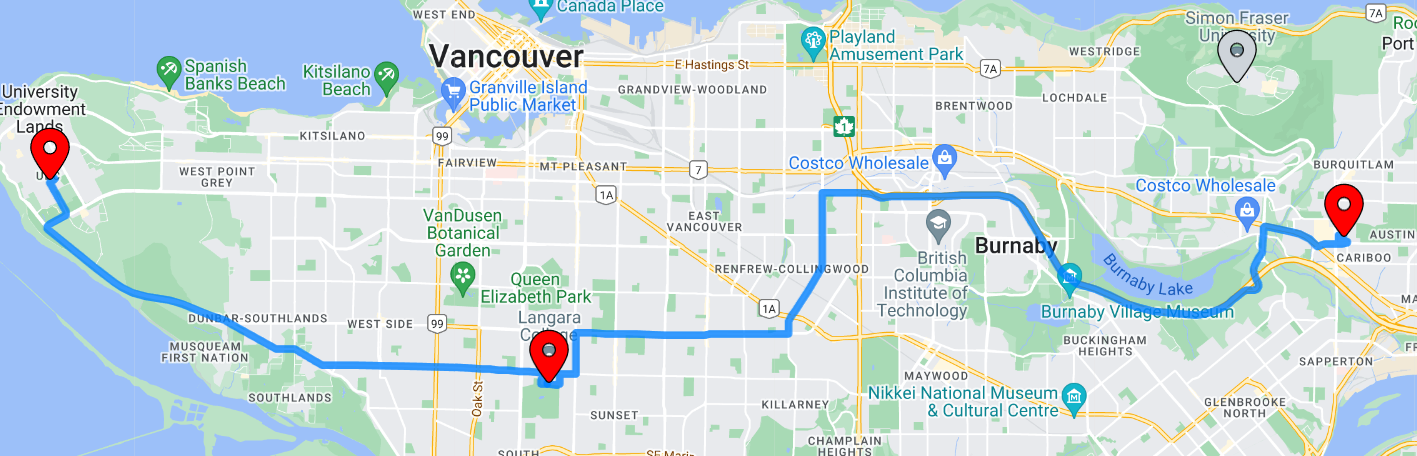 WEST END
Canada Place
7A
Simon Fraser
University
Port
Playland
Amusement Park
WESTRIDGE
Vancouver
E Hastings St
7A
Spanish
Banks Beach
Kitsilano
Beach
University
Endowment
Lands
Granville Island
Public Market
GRANDVIEW-WOODLAND
LOCHDALE
BRENTWOOD
KITSILANO
99
1
FAIRVIEW
MT PLEASANT
7
Costco Wholesale
BURQUITLAM
WEST POINT
GREY
1A
Costco Wholesale
VanDusen
Botanical
Garden
EAST
VANCOUVER
AUSTIN
Burnaby
British
Columbia
Institute of
Technology
CARIBOO
Queen
Elizabeth Park
RENFREW-COLLINGWOOD
Burnaby Lake
Langara
College
1A
Burnaby Village Museum
DUNBAR-SOUTHLANDS
WEST SIDE
99
MUSQUEAM
FIRST NATION
BUCKINGHAM
HEIGHTS
SAPPERTON
MAYWOOD
SOUTHLANDS
Oak St
Nikkei National Museum
& Cultural Centre
KILLARNEY
SUNSET
GLENBROOKE
NORTH
CHAMPLAIN
HEIGHTS
SOUTH